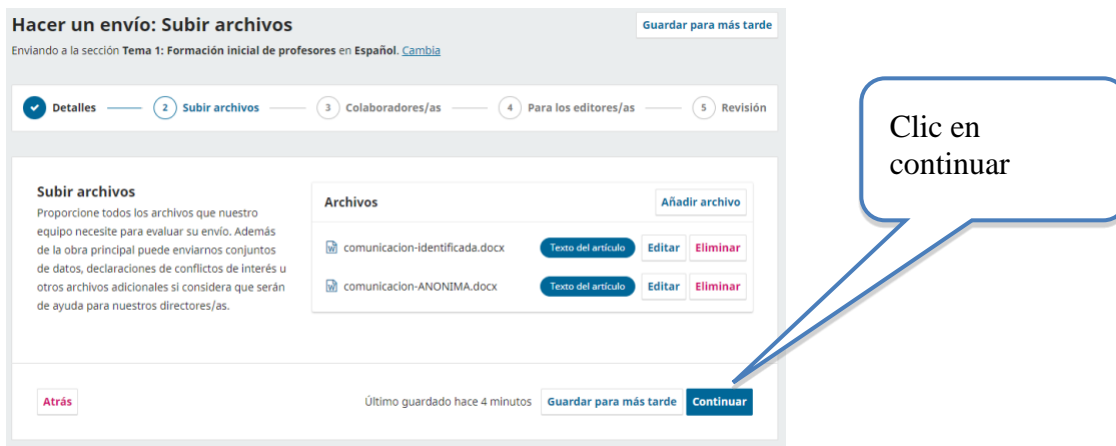 Hacer un envío: Subir archivos
Guardar para más tarde
Enviando a la sección Tema 1: Formación inicial de profesores en Español. Cambia
Detalles
2 Subir archivos
3 Colaboradores/as
4 Para los editores/as
5 Revisión
Clic en
continuar
Subir archivos
Proporcione todos los archivos que nuestro
equipo necesite para evaluar su envío. Además
de la obra principal puede enviarnos conjuntos
de datos, declaraciones de conflictos de interés u
otros archivos adicionales si considera que serán
de ayuda para nuestros directores/as.
Archivos
Añadir archivo
comunicacion-identificada.docx Texto del artículo Editar Eliminar
comunicacion-ANONIMA.docx Texto del artículo Editar Eliminar
Atrás
Último guardado hace 4 minutos
Guardar para más tarde
Continuar